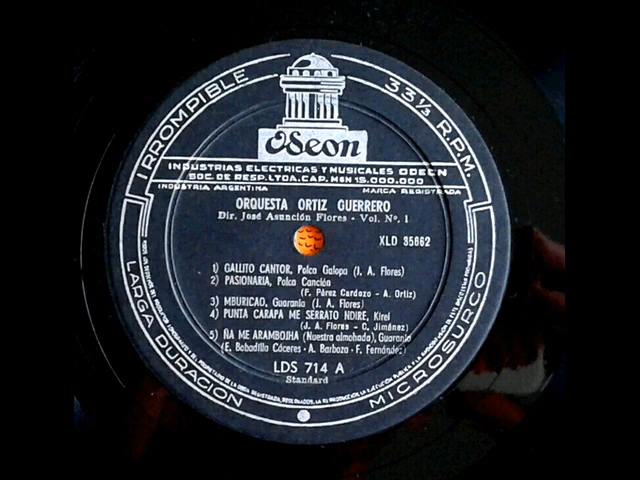 IRROMPIBLE
33⅓ R.P.M.
Odeon
INDUSTRIAS ELECTRICAS Y MUSICALES ODEON
SOC. DE RESP. LTDA. CAP. M$N 15.000.000
INDUSTRIA ARGENTINA MARCA REGISTRADA
ORQUESTA ORTIZ GUERRERO
Dir. José Asunción Flores - Vol. Nº. 1
XLD 35662
1) GALLITO CANTOR, Polca Galopa (J. A. Flores)
2) PASIONARIA, Polca Canción
(F. Pérez Cardozo - A. Ortiz)
3) MBURICAO, Guarania (J. A. Flores)
4) PUNTA CARAPA ME SERRATO NDIRE, Kirei
(J. A. Flores - C. Jiménez)
5) ÑA ME ARAMBOJHA (Nuestra almohada), Guarania
(E. Bobadilla Cáceres - A. Barboza - F. Fernández)
LDS 714 A
Standard
LARGA DURACION
MICROSURCO